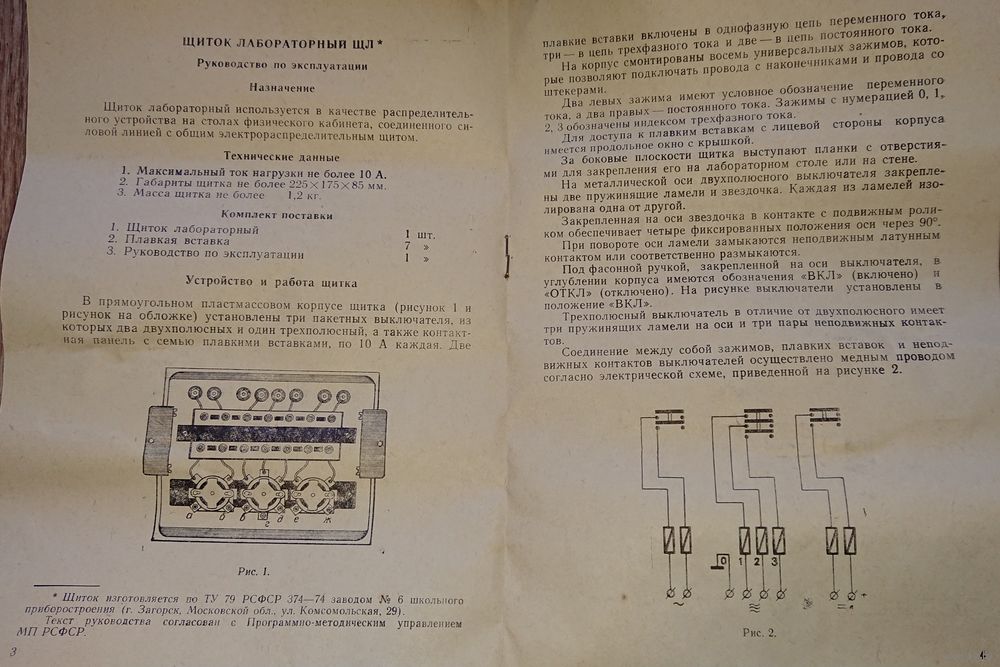 ЩИТОК ЛАБОРАТОРНЫЙ ЩЛ*
Руководство по эксплуатации
Назначение
Щиток лабораторный используется в качестве распределитель-
ного устройства на столах физического кабинета, соединенного си-
ловой линией с общим электрораспределительным щитом.
Технические данные
1. Максимальный ток нагрузки не более 10 А.
2. Габариты щитка не более 225×175×85 мм.
3. Масса щитка не более 1,2 кг.
Комплект поставки
1. Щиток лабораторный 1 шт.
2. Плавкая вставка 7 »
3. Руководство по эксплуатации 1 »
Устройство и работа щитка
В прямоугольном пластмассовом корпусе щитка (рисунок 1 и
рисунок на обложке) установлены три пакетных выключателя, из
которых два двухполюсных и один трехполюсный, а также контакт-
ная панель с семью плавкими вставками, по 10 А каждая. Две
а б в г д е ж
Рис. 1.
* Щиток изготовляется по ТУ 79 РСФСР 374—74 заводом № 6 школьного
приборостроения (г. Загорск, Московской обл., ул. Комсомольская, 29).
Текст руководства согласован с Программно-методическим управлением
МП РСФСР.
3
плавкие вставки включены в однофазную цепь переменного тока,
три — в цепь трехфазного тока и две — в цепь постоянного тока.
На корпус смонтированы восемь универсальных зажимов, кото-
рые позволяют подключать провода с наконечниками и провода со
штекерами.
Два левых зажима имеют условное обозначение переменного
тока, а два правых — постоянного тока. Зажимы с нумерацией 0, 1,
2, 3 обозначены индексом трехфазного тока.
Для доступа к плавким вставкам с лицевой стороны корпуса
имеется продольное окно с крышкой.
За боковые плоскости щитка выступают планки с отверстия-
ми для закрепления его на лабораторном столе или на стене.
На металлической оси двухполюсного выключателя закрепле-
ны две пружинящие ламели и звездочка. Каждая из ламелей изо-
лирована одна от другой.
Закрепленная на оси звездочка в контакте с подвижным роли-
ком обеспечивает четыре фиксированных положения оси через 90°.
При повороте оси ламели замыкаются неподвижным латунным
контактом или соответственно размыкаются.
Под фасонной ручкой, закрепленной на оси выключателя, в
углублении корпуса имеются обозначения «ВКЛ» (включено) и
«ОТКЛ» (отключено). На рисунке выключатели установлены в
положение «ВКЛ».
Трехполюсный выключатель в отличие от двухполюсного имеет
три пружинящих ламели на оси и три пары неподвижных контак-
тов.
Соединение между собой зажимов, плавких вставок и непод-
вижных контактов выключателей осуществлено медным проводом
согласно электрической схеме, приведенной на рисунке 2.
0 1 2 3
~ ≈ = +
Рис. 2.
4